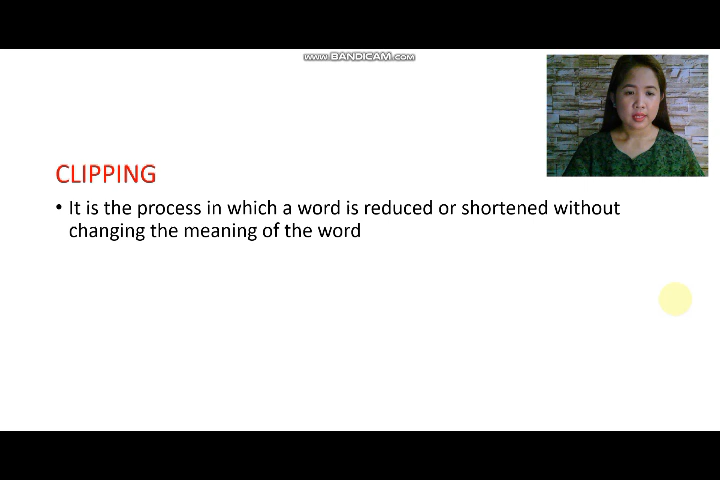 www.BANDICAM.com
CLIPPING
• It is the process in which a word is reduced or shortened without
changing the meaning of the word